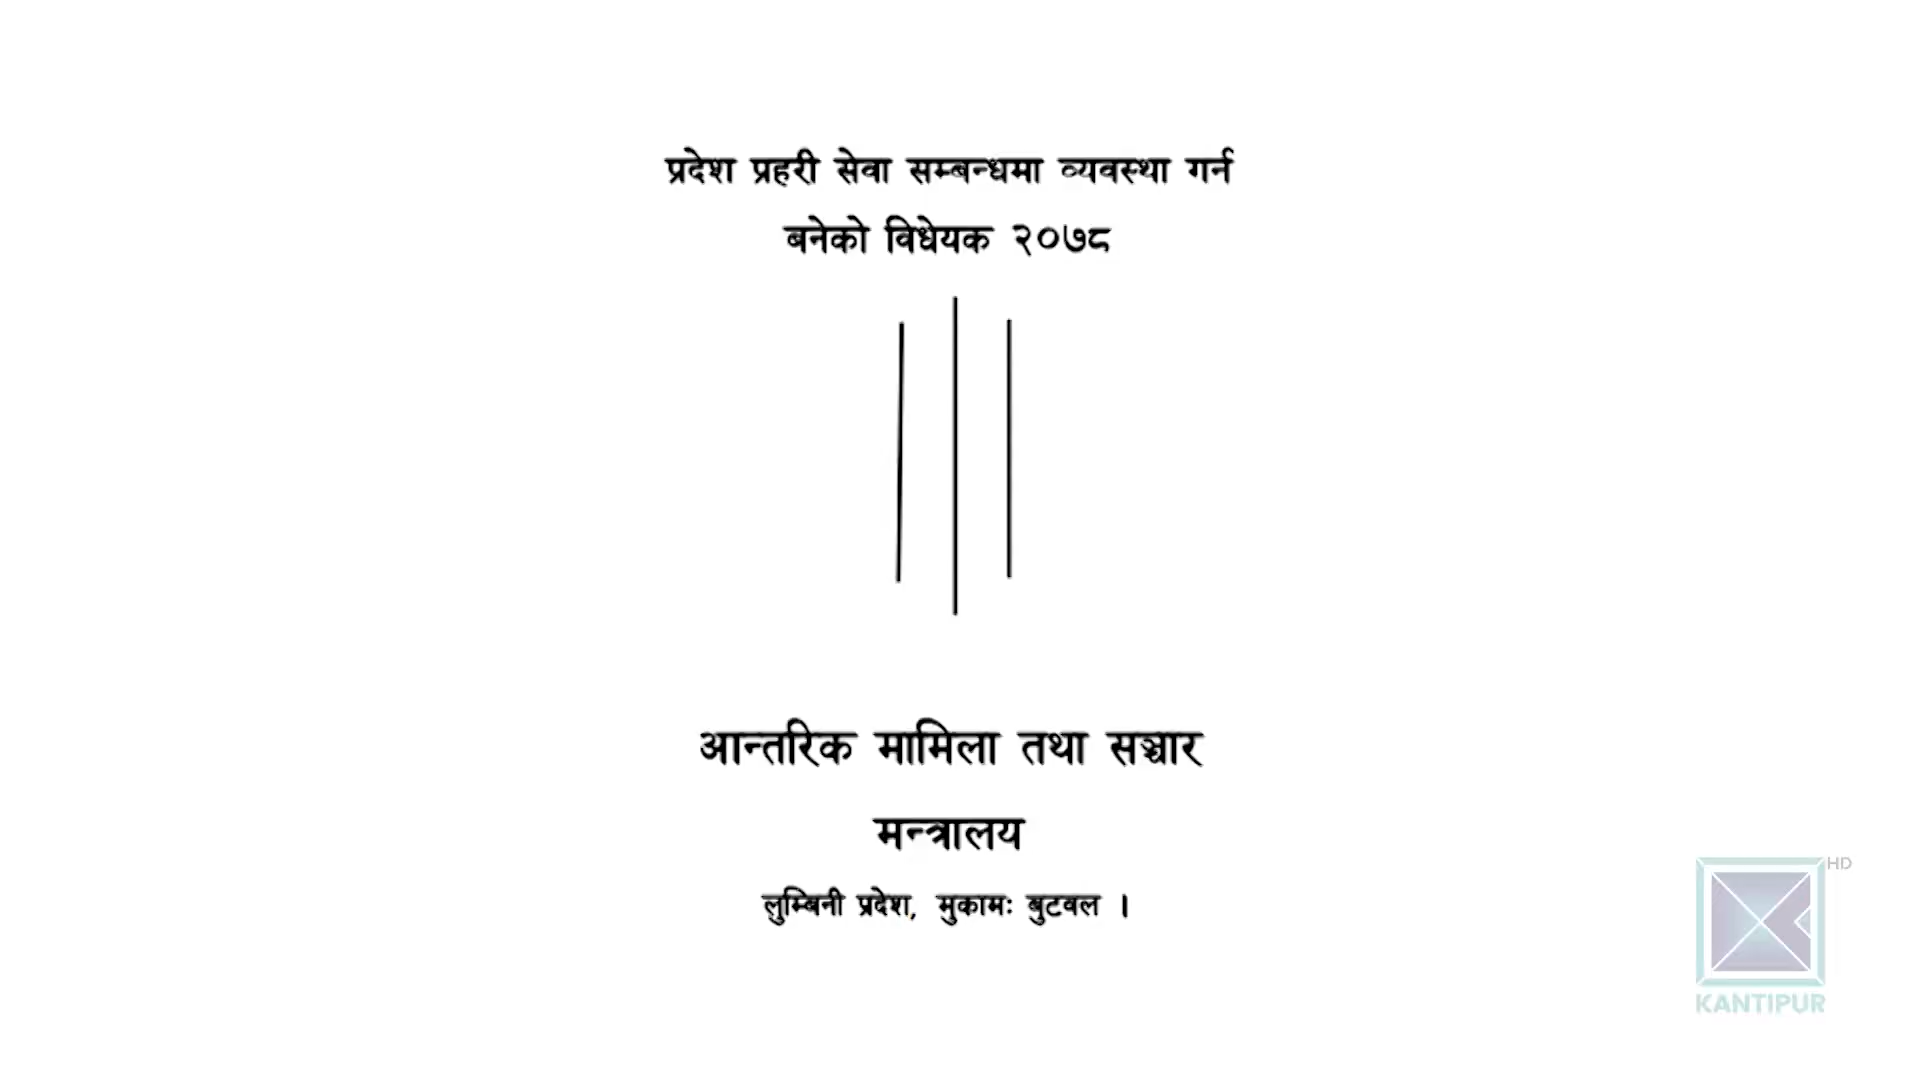 प्रदेश प्रहरी सेवा सम्बन्धमा व्यवस्था गर्न
बनेको विधेयक २०७८
आन्तरिक मामिला तथा सञ्चार
मन्त्रालय
लुम्बिनी प्रदेश, मुकामः बुटवल ।
HD
KANTIPUR